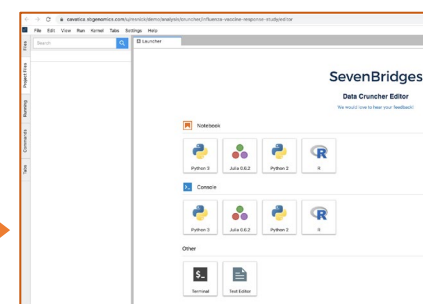 cavatica.sbgenomics.com/u/resnick/demo/analysis/cruncher/influenza-vaccine-response-study/editor
File Edit View Run Kernel Tabs Settings Help
Search
Launcher
Files
Project Files
Running
Commands
Tabs
SevenBridges
Data Cruncher Editor
We would love to hear your feedback!
Notebook
Python 3 Julia 0.6.2 Python 2 R
Console
Python 3 Julia 0.6.2 Python 2 R
Other
Terminal Text Editor